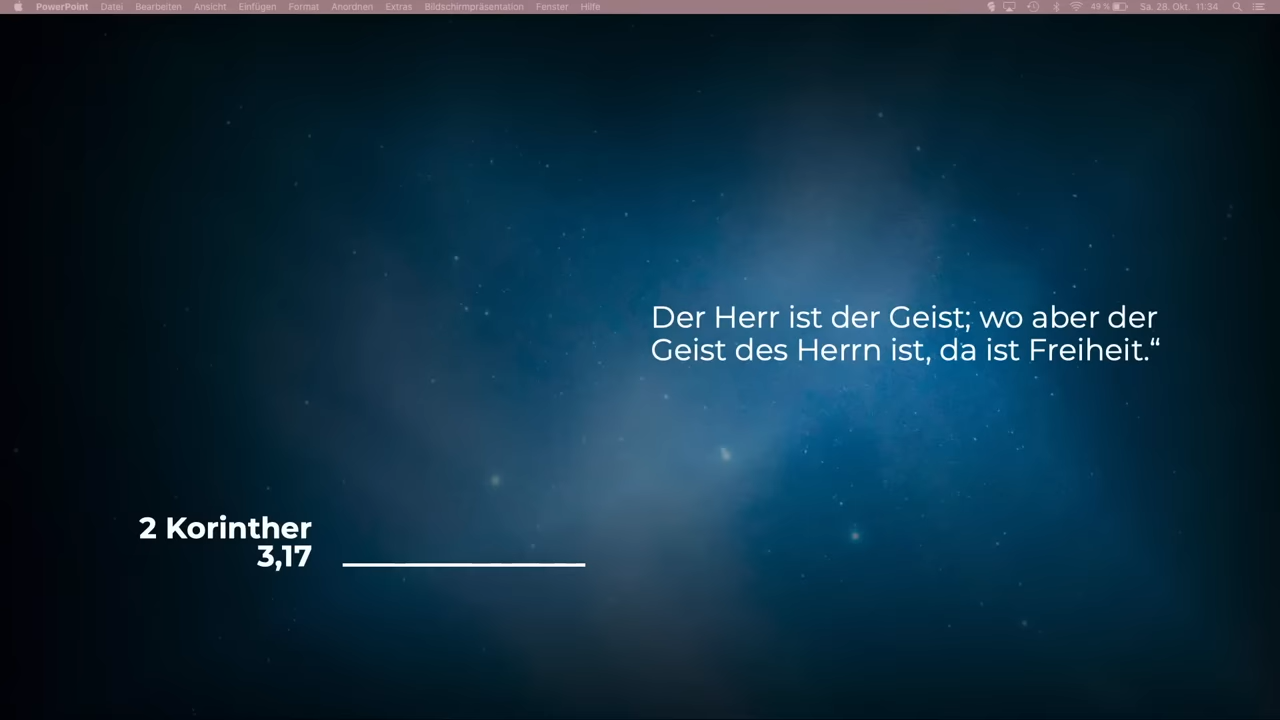 PowerPoint Datei Bearbeiten Ansicht Einfügen Format Anordnen Extras Bildschirmpräsentation Fenster Hilfe 49 % Sa. 28. Okt. 11:34
Der Herr ist der Geist; wo aber der
Geist des Herrn ist, da ist Freiheit.“
2 Korinther
3,17